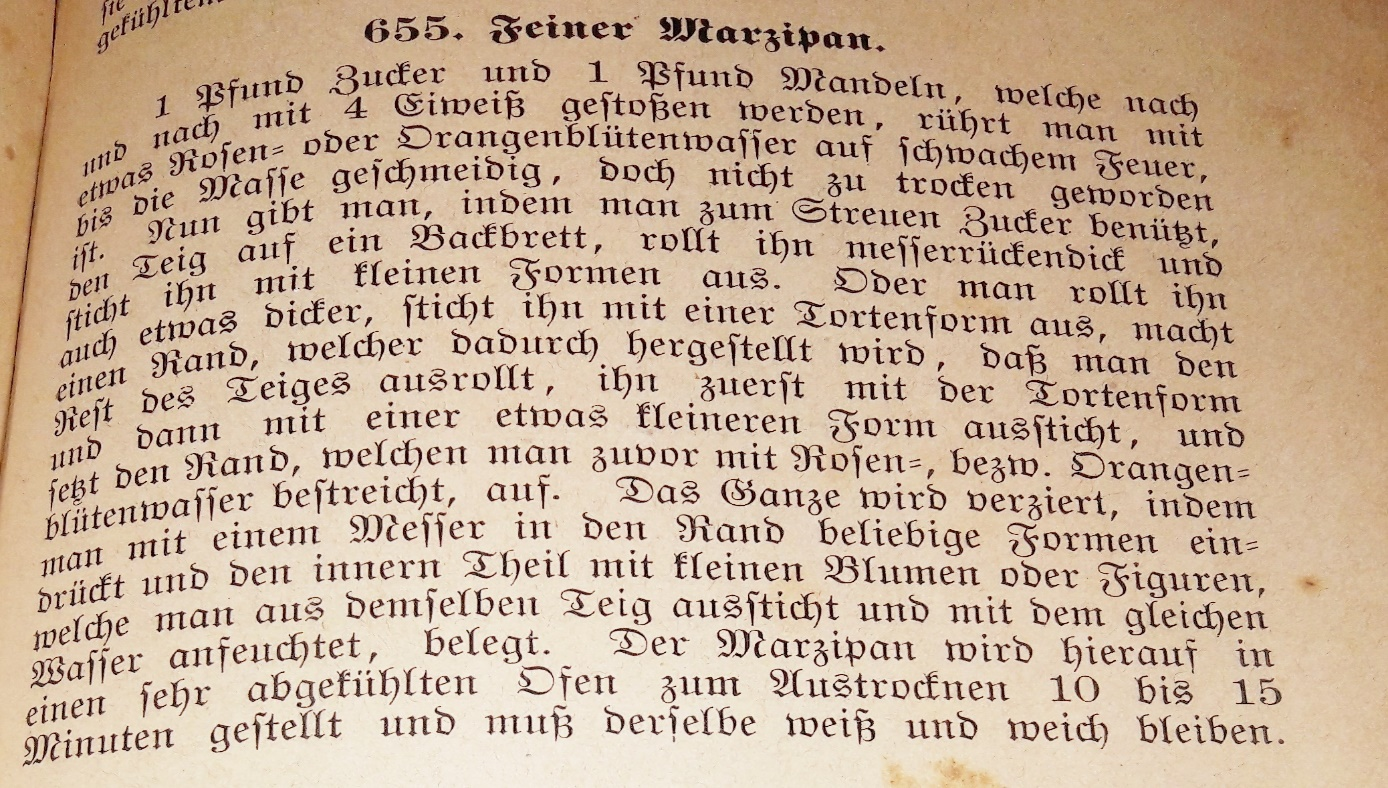 sie
gekühlten
655. Feiner Marzipan.
1 Pfund Zucker und 1 Pfund Mandeln, welche nach
und nach mit 4 Eiweiß gestoßen werden, rührt man mit
etwas Rosen- oder Orangenblütenwasser auf schwachem Feuer,
bis die Masse geschmeidig, doch nicht zu trocken geworden
ist. Nun gibt man, indem man zum Streuen Zucker benützt,
den Teig auf ein Backbrett, rollt ihn messerrückendick und
sticht ihn mit kleinen Formen aus. Oder man rollt ihn
auch etwas dicker, sticht ihn mit einer Tortenform aus, macht
einen Rand, welcher dadurch hergestellt wird, daß man den
Rest des Teiges ausrollt, ihn zuerst mit der Tortenform
und dann mit einer etwas kleineren Form aussticht, und
setzt den Rand, welchen man zuvor mit Rosen-, bezw. Orangen-
blütenwasser bestreicht, auf. Das Ganze wird verziert, indem
man mit einem Messer in den Rand beliebige Formen ein-
drückt und den innern Theil mit kleinen Blumen oder Figuren,
welche man aus demselben Teig aussticht und mit dem gleichen
Wasser anfeuchtet, belegt. Der Marzipan wird hierauf in
einen sehr abgekühlten Ofen zum Austrocknen 10 bis 15
Minuten gestellt und muß derselbe weiß und weich bleiben.